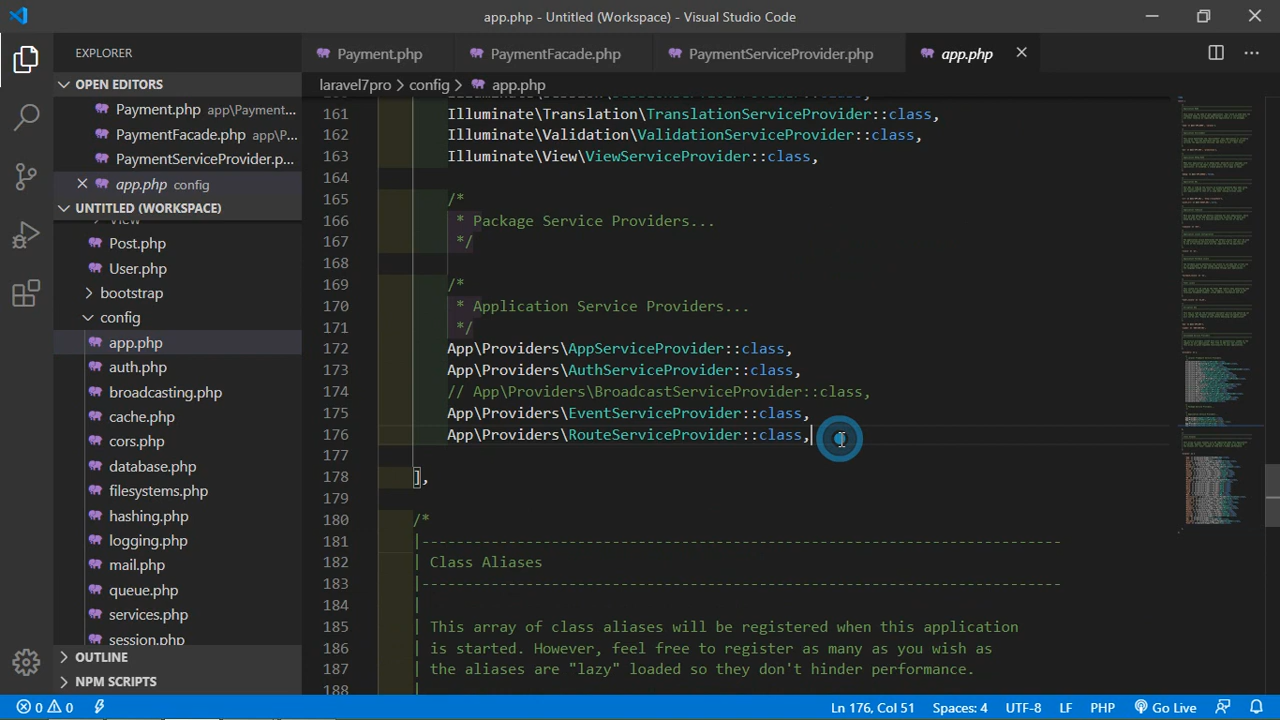 app.php - Untitled (Workspace) - Visual Studio Code
EXPLORER
Payment.php
PaymentFacade.php
PaymentServiceProvider.php
app.php
OPEN EDITORS
laravel7pro > config > app.php
Payment.php app\Payment...
PaymentFacade.php app\P...
PaymentServiceProvider.p...
app.php config
UNTITLED (WORKSPACE)
Post.php
User.php
bootstrap
config
app.php
auth.php
broadcasting.php
cache.php
cors.php
database.php
filesystems.php
hashing.php
logging.php
mail.php
queue.php
services.php
session.php
OUTLINE
NPM SCRIPTS
161 Illuminate\Translation\TranslationServiceProvider::class,
162 Illuminate\Validation\ValidationServiceProvider::class,
163 Illuminate\View\ViewServiceProvider::class,
164
165 /*
166 * Package Service Providers...
167 */
168
169 /*
170 * Application Service Providers...
171 */
172 App\Providers\AppServiceProvider::class,
173 App\Providers\AuthServiceProvider::class,
174 // App\Providers\BroadcastServiceProvider::class,
175 App\Providers\EventServiceProvider::class,
176 App\Providers\RouteServiceProvider::class,
177
178 ],
179
180 /*
181 |--------------------------------------------------------------------------
182 | Class Aliases
183 |--------------------------------------------------------------------------
184 |
185 | This array of class aliases will be registered when this application
186 | is started. However, feel free to register as many as you wish as
187 | the aliases are "lazy" loaded so they don't hinder performance.
188 |
0 0 Ln 176, Col 51 Spaces: 4 UTF-8 LF PHP Go Live